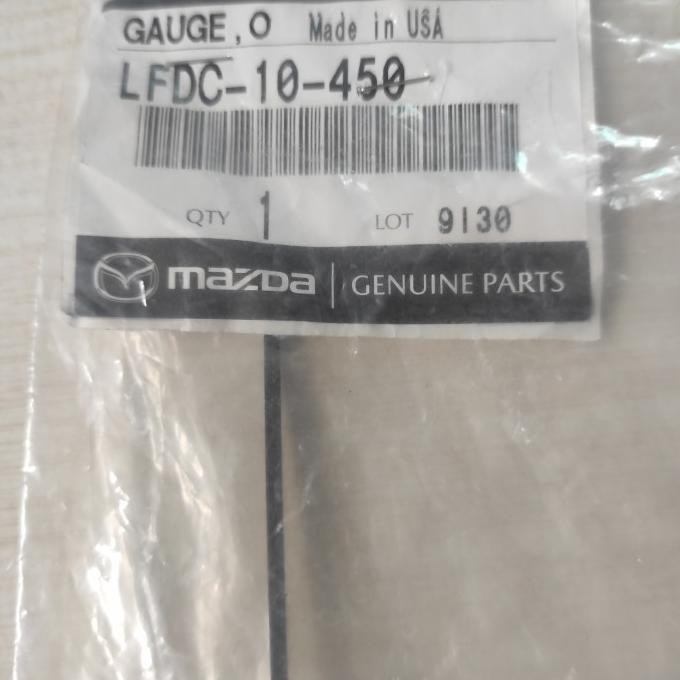 GAUGE, O Made in USA
LFDC-10-450
QTY 1 LOT 9130
mazda | GENUINE PARTS